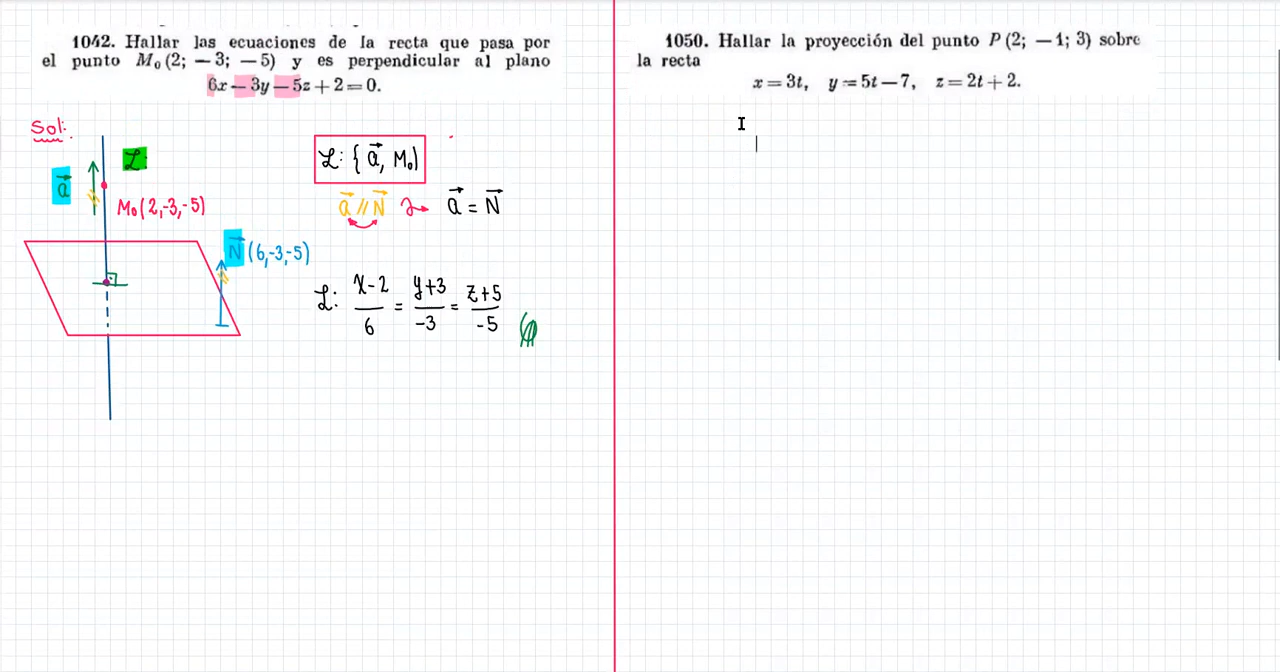 1042. Hallar las ecuaciones de la recta que pasa por
el punto M₀ (2; — 3; — 5) y es perpendicular al plano
6x — 3y — 5z + 2 = 0.
Sol:
L:
a⃗
M₀(2,-3,-5)
N⃗ (6,-3,-5)
L: { a⃗, M₀)
a⃗ // N⃗ → a⃗ = N⃗
L: x-2/6 = y+3/-3 = z+5/-5
1050. Hallar la proyección del punto P (2; — 1; 3) sobre
la recta
x = 3t, y = 5t — 7, z = 2t + 2.